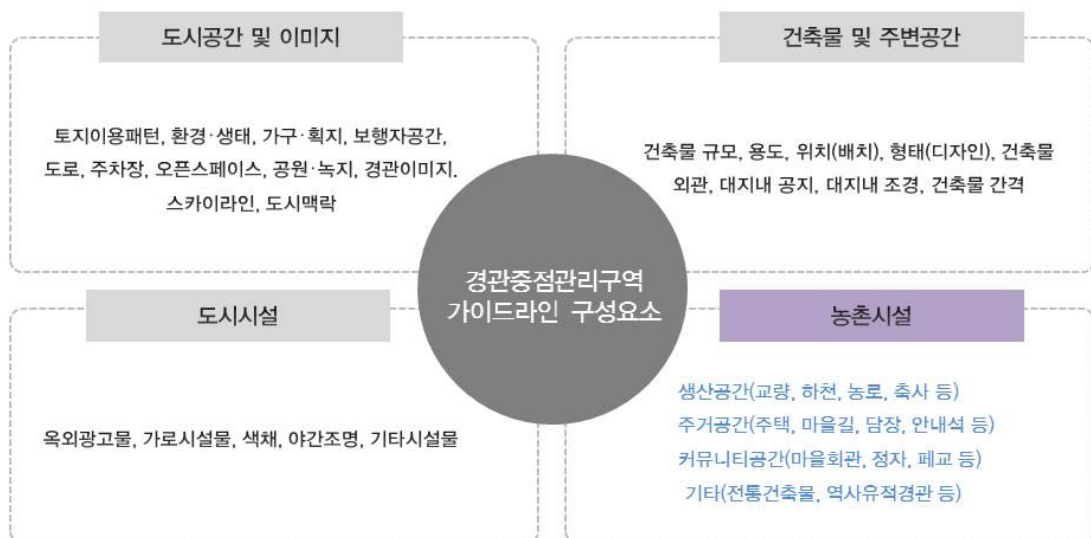 도시공간 및 이미지
토지이용패턴, 환경·생태, 가구·획지, 보행자공간,
도로, 주차장, 오픈스페이스, 공원·녹지, 경관이미지.
스카이라인, 도시맥락
건축물 및 주변공간
건축물 규모, 용도, 위치(배치), 형태(디자인), 건축물
외관, 대지내 공지, 대지내 조경, 건축물 간격
경관중점관리구역
가이드라인 구성요소
도시시설
옥외광고물, 가로시설물, 색채, 야간조명, 기타시설물
농촌시설
생산공간(교량, 하천, 농로, 축사 등)
주거공간(주택, 마을길, 담장, 안내석 등)
커뮤니티공간(마을회관, 정자, 폐교 등)
기타(전통건축물, 역사유적경관 등)